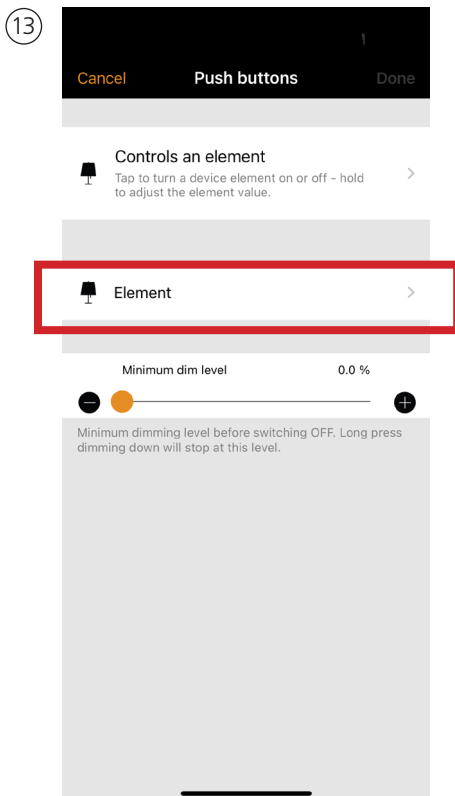 13
Cancel Push buttons Done
Controls an element
Tap to turn a device element on or off - hold
to adjust the element value.
Element
Minimum dim level 0.0 %
Minimum dimming level before switching OFF. Long press
dimming down will stop at this level.